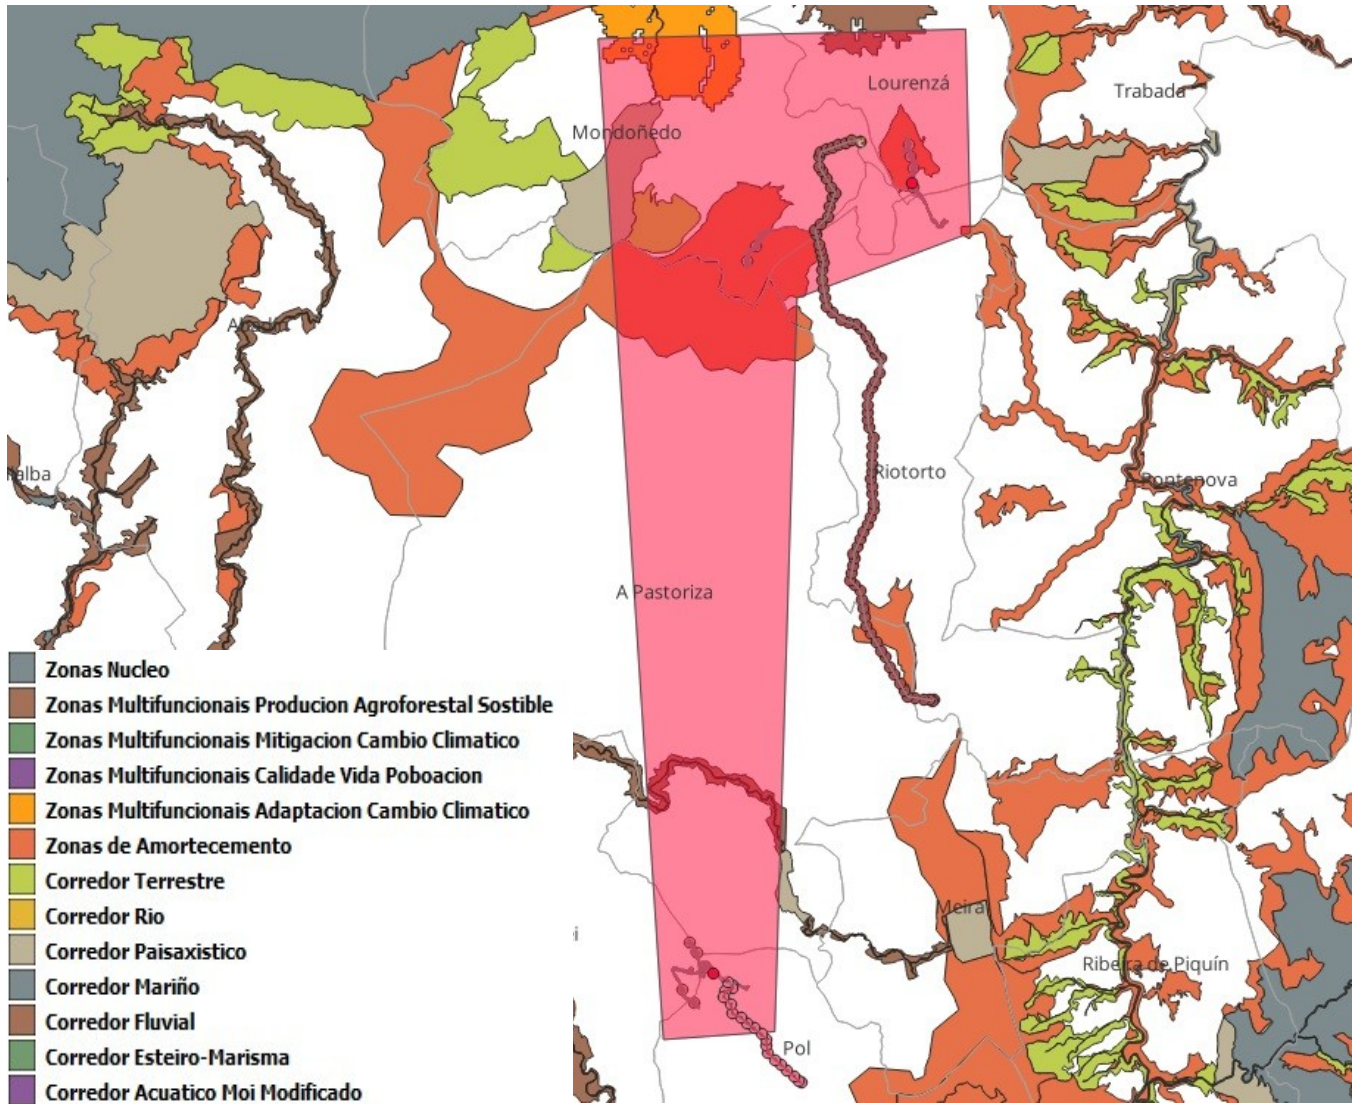 Lourenzá
Trabada
Mondoñedo
Riotorto
A Pastoriza
Meira
Ribeira de Piquín
Pol
Zonas Nucleo
Zonas Multifuncionais Producion Agroforestal Sostible
Zonas Multifuncionais Mitigacion Cambio Climatico
Zonas Multifuncionais Calidade Vida Poboacion
Zonas Multifuncionais Adaptacion Cambio Climatico
Zonas de Amortecemento
Corredor Terrestre
Corredor Rio
Corredor Paisaxistico
Corredor Mariño
Corredor Fluvial
Corredor Esteiro-Marisma
Corredor Acuatico Moi Modificado